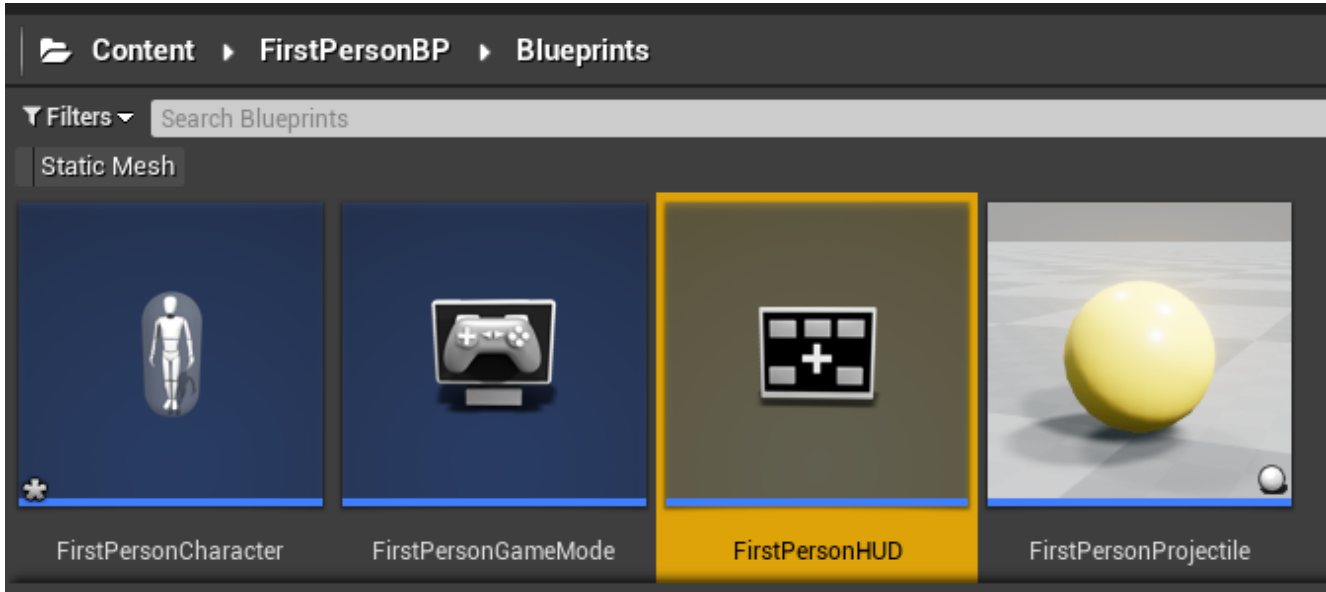 Content FirstPersonBP Blueprints
Filters Search Blueprints
Static Mesh
FirstPersonCharacter FirstPersonGameMode FirstPersonHUD FirstPersonProjectile